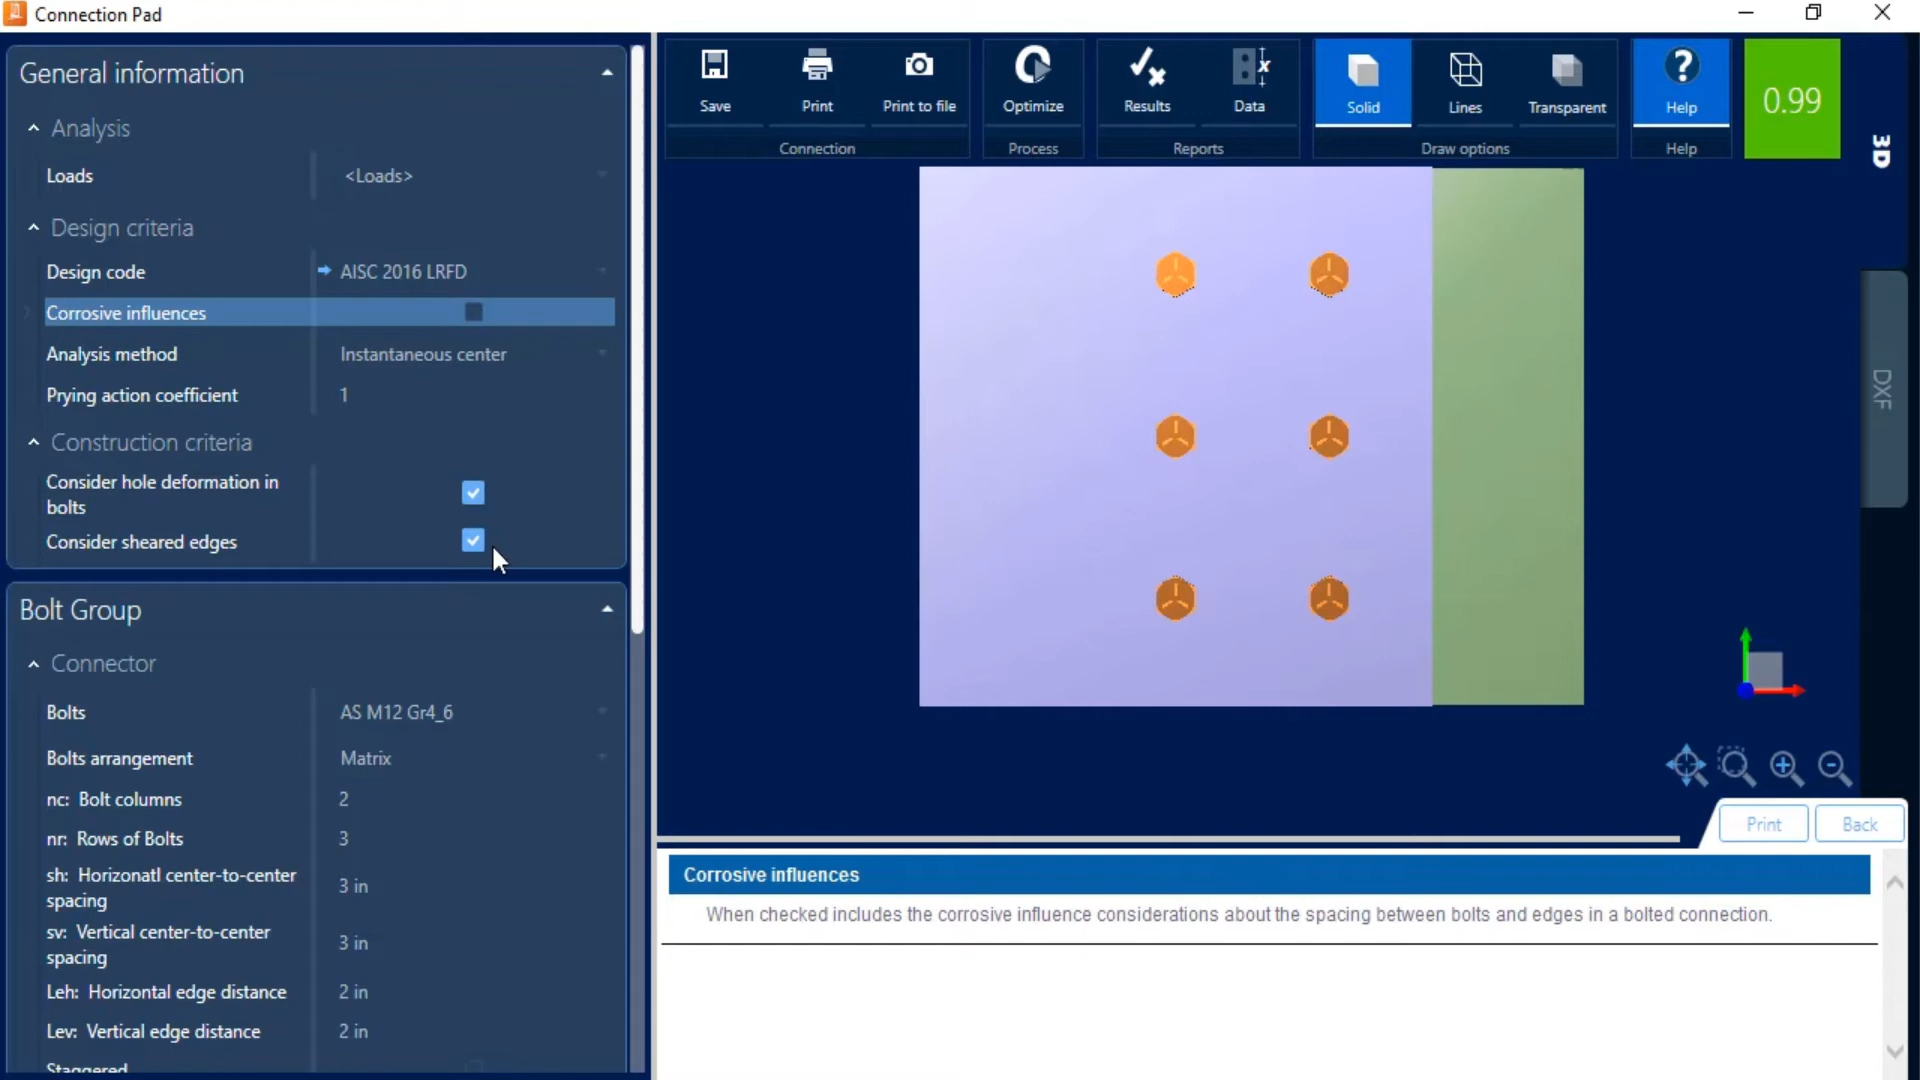 Connection Pad
General information
Analysis
Loads <Loads>
Design criteria
Design code AISC 2016 LRFD
Corrosive influences
Analysis method Instantaneous center
Prying action coefficient 1
Construction criteria
Consider hole deformation in
bolts
Consider sheared edges
Bolt Group
Connector
Bolts AS M12 Gr4_6
Bolts arrangement Matrix
nc: Bolt columns 2
nr: Rows of Bolts 3
sh: Horizonatl center-to-center
spacing 3 in
sv: Vertical center-to-center
spacing 3 in
Leh: Horizontal edge distance 2 in
Lev: Vertical edge distance 2 in
Staggered
Save Print Print to file Optimize Results Data Solid Lines Transparent Help 0.99
Connection Process Reports Draw options Help
3D
DXF
Print Back
Corrosive influences
When checked includes the corrosive influence considerations about the spacing between bolts and edges in a bolted connection.